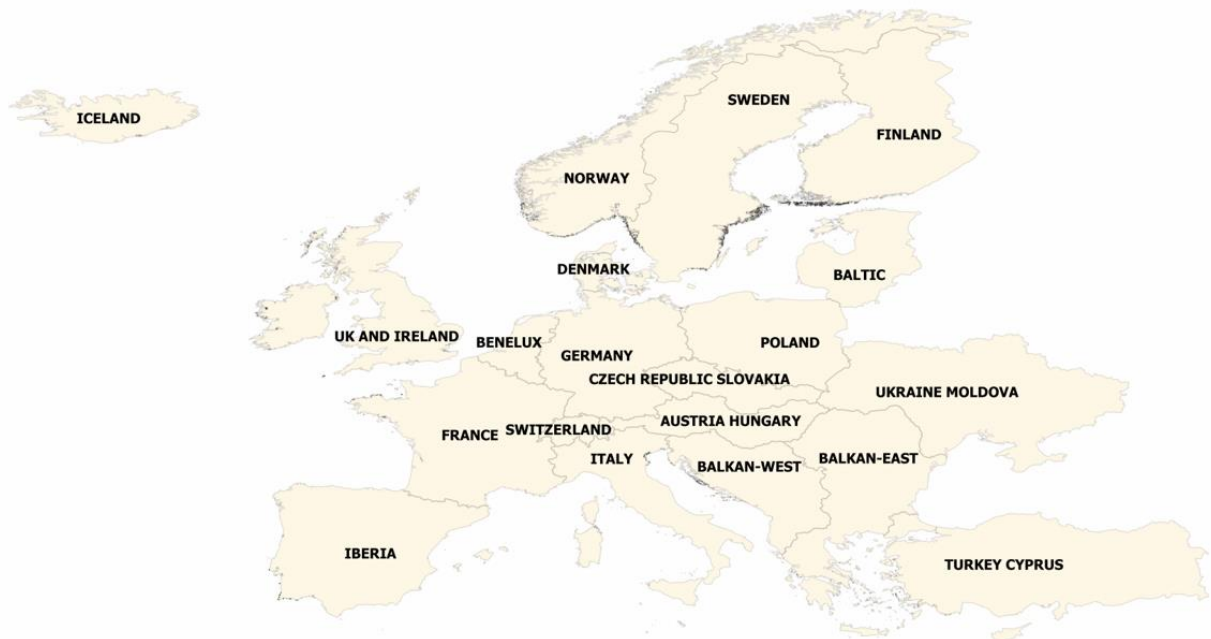 SWEDEN
ICELAND
FINLAND
NORWAY
DENMARK
BALTIC
UK AND IRELAND
BENELUX
POLAND
GERMANY
CZECH REPUBLIC SLOVAKIA
UKRAINE MOLDOVA
AUSTRIA HUNGARY
SWITZERLAND
FRANCE
ITALY
BALKAN-EAST
BALKAN-WEST
IBERIA
TURKEY CYPRUS